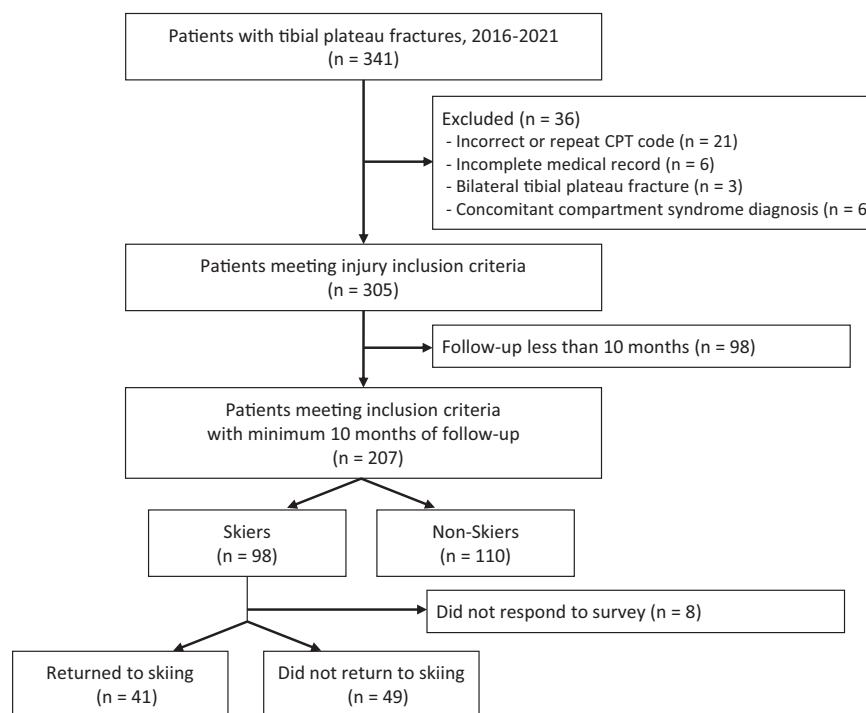 Patients with tibial plateau fractures, 2016-2021
(n = 341)
Excluded (n = 36)
- Incorrect or repeat CPT code (n = 21)
- Incomplete medical record (n = 6)
- Bilateral tibial plateau fracture (n = 3)
- Concomitant compartment syndrome diagnosis (n = 6
Patients meeting injury inclusion criteria
(n = 305)
Follow-up less than 10 months (n = 98)
Patients meeting inclusion criteria
with minimum 10 months of follow-up
(n = 207)
Skiers
(n = 98)
Non-Skiers
(n = 110)
Did not respond to survey (n = 8)
Returned to skiing
(n = 41)
Did not return to skiing
(n = 49)